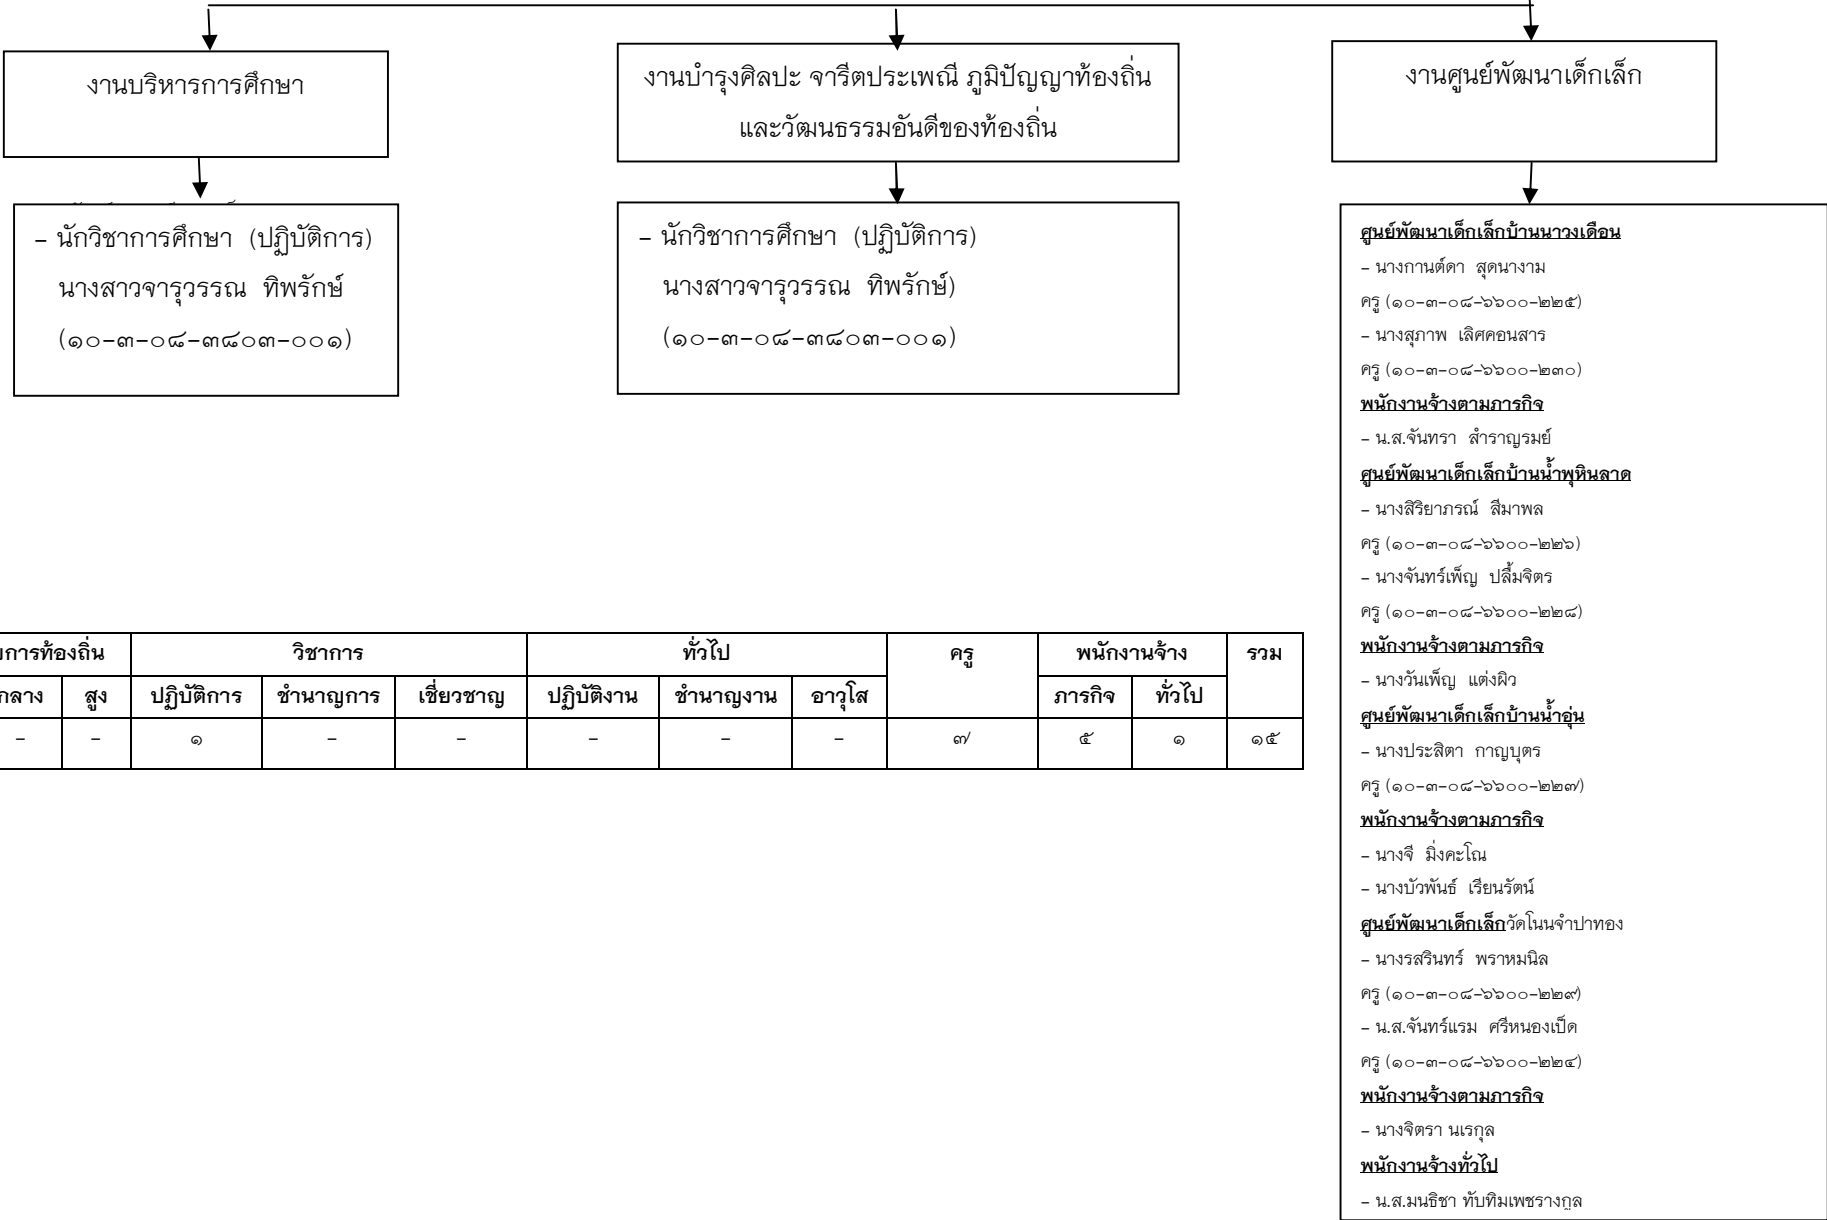 งานบริหารการศึกษา
งานบำรุงศิลปะ จารีตประเพณี ภูมิปัญญาท้องถิ่น
และวัฒนธรรมอันดีของท้องถิ่น
งานศูนย์พัฒนาเด็กเล็ก
– นักวิชาการศึกษา (ปฏิบัติการ)
นางสาวจารุวรรณ ทิพรักษ์
(๑๐-๓-๐๘-๓๘๐๓-๐๐๑)
– นักวิชาการศึกษา (ปฏิบัติการ)
นางสาวจารุวรรณ ทิพรักษ์)
(๑๐-๓-๐๘-๓๘๐๓-๐๐๑)
ศูนย์พัฒนาเด็กเล็กบ้านนาวงเดือน
– นางกานต์ดา สุดนางาม
ครู (๑๐-๓-๐๘-๖๖๐๐-๒๒๕)
– นางสุภาพ เลิศคอนสาร
ครู (๑๐-๓-๐๘-๖๖๐๐-๒๓๐)
พนักงานจ้างตามภารกิจ
– น.ส.จันทรา สำราญรมย์
ศูนย์พัฒนาเด็กเล็กบ้านน้ำพุหินลาด
– นางสิริยาภรณ์ สีมาพล
ครู (๑๐-๓-๐๘-๖๖๐๐-๒๒๖)
– นางจันทร์เพ็ญ ปลื้มจิตร
ครู (๑๐-๓-๐๘-๖๖๐๐-๒๒๘)
พนักงานจ้างตามภารกิจ
– นางวันเพ็ญ แต่งผิว
ศูนย์พัฒนาเด็กเล็กบ้านน้ำอุ่น
– นางประสิตา กาญบุตร
ครู (๑๐-๓-๐๘-๖๖๐๐-๒๒๗)
พนักงานจ้างตามภารกิจ
– นางจี มิ่งคะโณ
– นางบัวพันธ์ เรียนรัตน์
ศูนย์พัฒนาเด็กเล็กวัดโนนจำปาทอง
– นางรสรินทร์ พราหมนิล
ครู (๑๐-๓-๐๘-๖๖๐๐-๒๒๙)
– น.ส.จันทร์แรม ศรีหนองเป็ด
ครู (๑๐-๓-๐๘-๖๖๐๐-๒๒๔)
พนักงานจ้างตามภารกิจ
– นางจิตรา นเรกุล
พนักงานจ้างทั่วไป
– น.ส.มนธิชา ทับทิมเพชรางกูล
การท้องถิ่น วิชาการ ทั่วไป ครู พนักงานจ้าง รวม
กลาง สูง ปฏิบัติการ ชำนาญการ เชี่ยวชาญ ปฏิบัติงาน ชำนาญงาน อาวุโส ภารกิจ ทั่วไป
– – ๑ – – – – – ๗ ๕ ๑ ๑๕